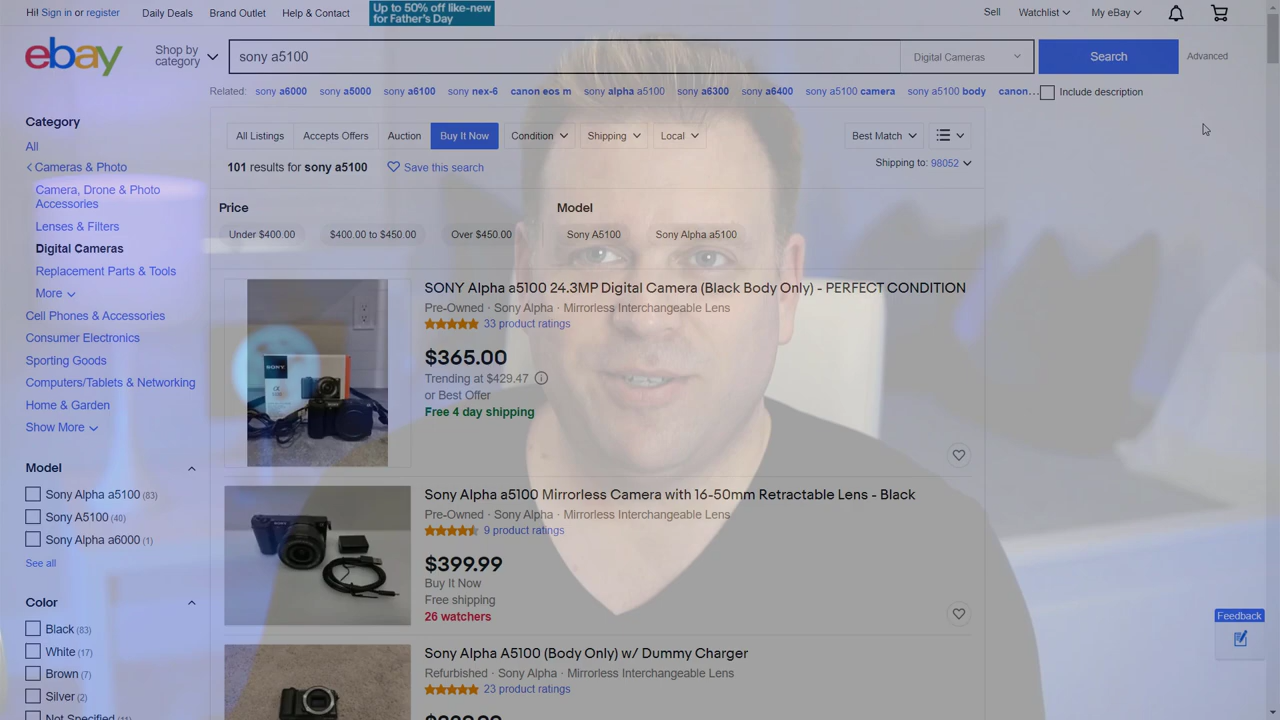 Hi! Sign in or register
Daily Deals
Brand Outlet
Help & Contact
Up to 50% off like-new
for Father's Day
Sell
Watchlist
My eBay
ebay
Shop by
category
sony a5100
Digital Cameras
Search
Advanced
Related: sony a6000 sony a5000 sony a6100 sony nex-6 canon eos m sony alpha a5100 sony a6300 sony a6400 sony a5100 camera sony a5100 body canon...
Include description
Category
All
Cameras & Photo
Camera, Drone & Photo
Accessories
Lenses & Filters
Digital Cameras
Replacement Parts & Tools
More
Cell Phones & Accessories
Consumer Electronics
Sporting Goods
Computers/Tablets & Networking
Home & Garden
Show More
Model
Sony Alpha a5100 (83)
Sony A5100 (40)
Sony Alpha a6000 (1)
See all
Color
Black (83)
White (17)
Brown (7)
Silver (2)
Not Specified (11)
All Listings
Accepts Offers
Auction
Buy It Now
Condition
Shipping
Local
Best Match
101 results for sony a5100
Save this search
Shipping to: 98052
Price
Under $400.00
$400.00 to $450.00
Over $450.00
Model
Sony A5100
Sony Alpha a5100
SONY Alpha a5100 24.3MP Digital Camera (Black Body Only) - PERFECT CONDITION
Pre-Owned · Sony Alpha · Mirrorless Interchangeable Lens
33 product ratings
$365.00
Trending at $429.47
or Best Offer
Free 4 day shipping
SONY
Sony Alpha a5100 Mirrorless Camera with 16-50mm Retractable Lens - Black
Pre-Owned · Sony Alpha · Mirrorless Interchangeable Lens
9 product ratings
$399.99
Buy It Now
Free shipping
26 watchers
Sony Alpha A5100 (Body Only) w/ Dummy Charger
Refurbished · Sony Alpha · Mirrorless Interchangeable Lens
23 product ratings
Feedback